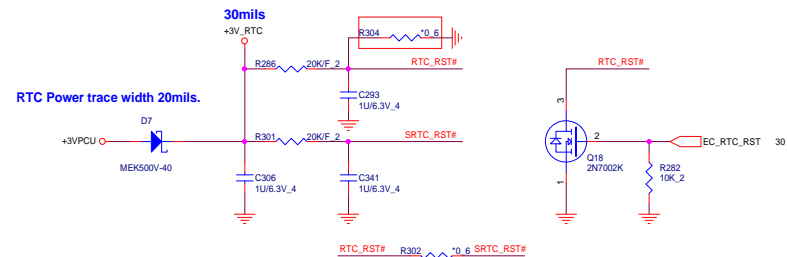 30mils
+3V_RTC
R304 *0_6
R286 20K/F_2 RTC_RST# RTC_RST#
C293
1U/6.3V_4
RTC Power trace width 20mils.
3
D7
+3VPCU R301 20K/F_2 SRTC_RST# 2 EC_RTC_RST 30
MEK500V-40
Q18
2N7002K
R282
10K_2
C306
1U/6.3V_4
C341
1U/6.3V_4
1
RTC_RST# R302 *0_6 SRTC_RST#